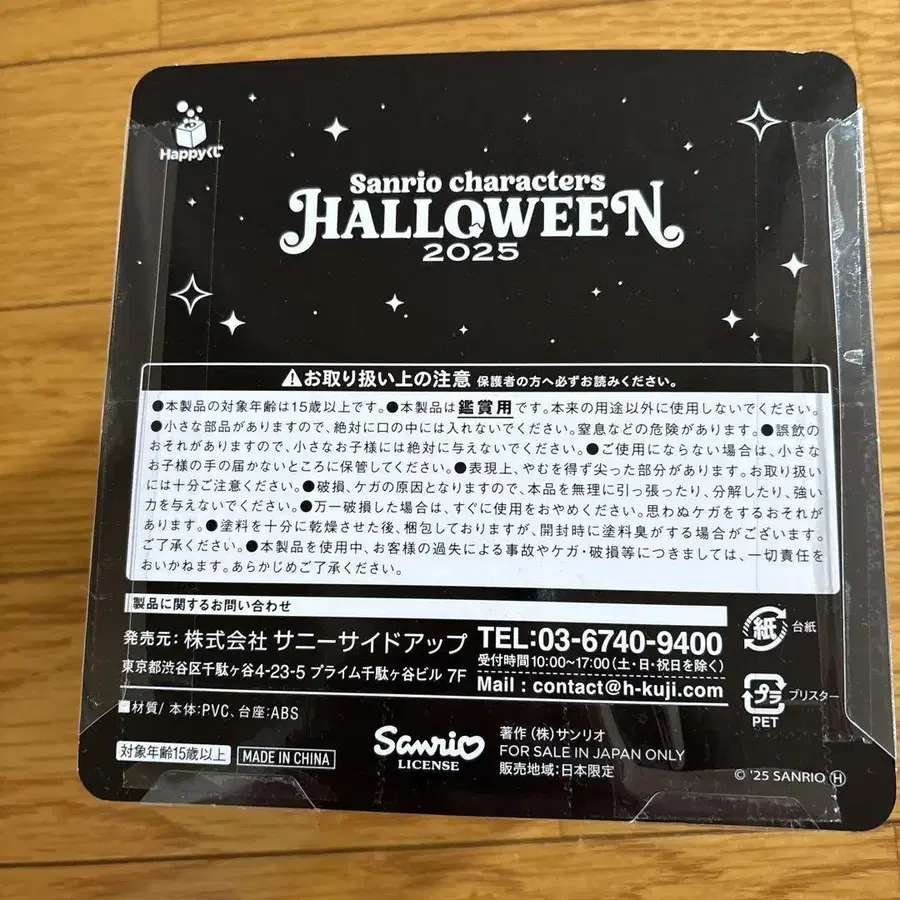 Happyくじ
Sanrio characters
HALLOWEEN
2025
お取り扱い上の注意 保護者の方へ必ずお読みください。
●本製品の対象年齢は15歳以上です。●本製品は鑑賞用です。本来の用途以外に使用しないでください。
●小さな部品がありますので、絶対に口の中には入れないでください。窒息などの危険があります。●誤飲の
おそれがありますので、小さなお子様には絶対に与えないでください。●ご使用にならない場合は、小さな
お子様の手の届かないところに保管してください。●表現上、やむを得ず尖った部分があります。お取り扱い
には十分ご注意ください。●破損、ケガの原因となりますので、本品を無理に引っ張ったり、分解したり、強い
力を与えないでください。●万一破損した場合は、すぐに使用をおやめください。思わぬケガをするおそれが
あります。●塗料を十分に乾燥させた後、梱包しておりますが、開封時に塗料臭がする場合がございます。
ご了承ください。●本製品を使用中、お客様の過失による事故やケガ・破損等につきましては、一切責任を
おいかねます。あらかじめご了承ください。
製品に関するお問い合わせ
発売元: 株式会社 サニーサイドアップ
東京都渋谷区千駄ヶ谷4-23-5 プライム千駄ヶ谷ビル 7F
TEL:03-6740-9400
受付時間 10:00~17:00(土・日・祝日を除く)
Mail : contact@h-kuji.com
紙 台紙
プラ ブリスター
PET
材質/ 本体:PVC、台座:ABS
対象年齢15歳以上 MADE IN CHINA
Sanrio
LICENSE
著作 (株)サンリオ
FOR SALE IN JAPAN ONLY
販売地域:日本限定
© '25 SANRIO Ⓗ